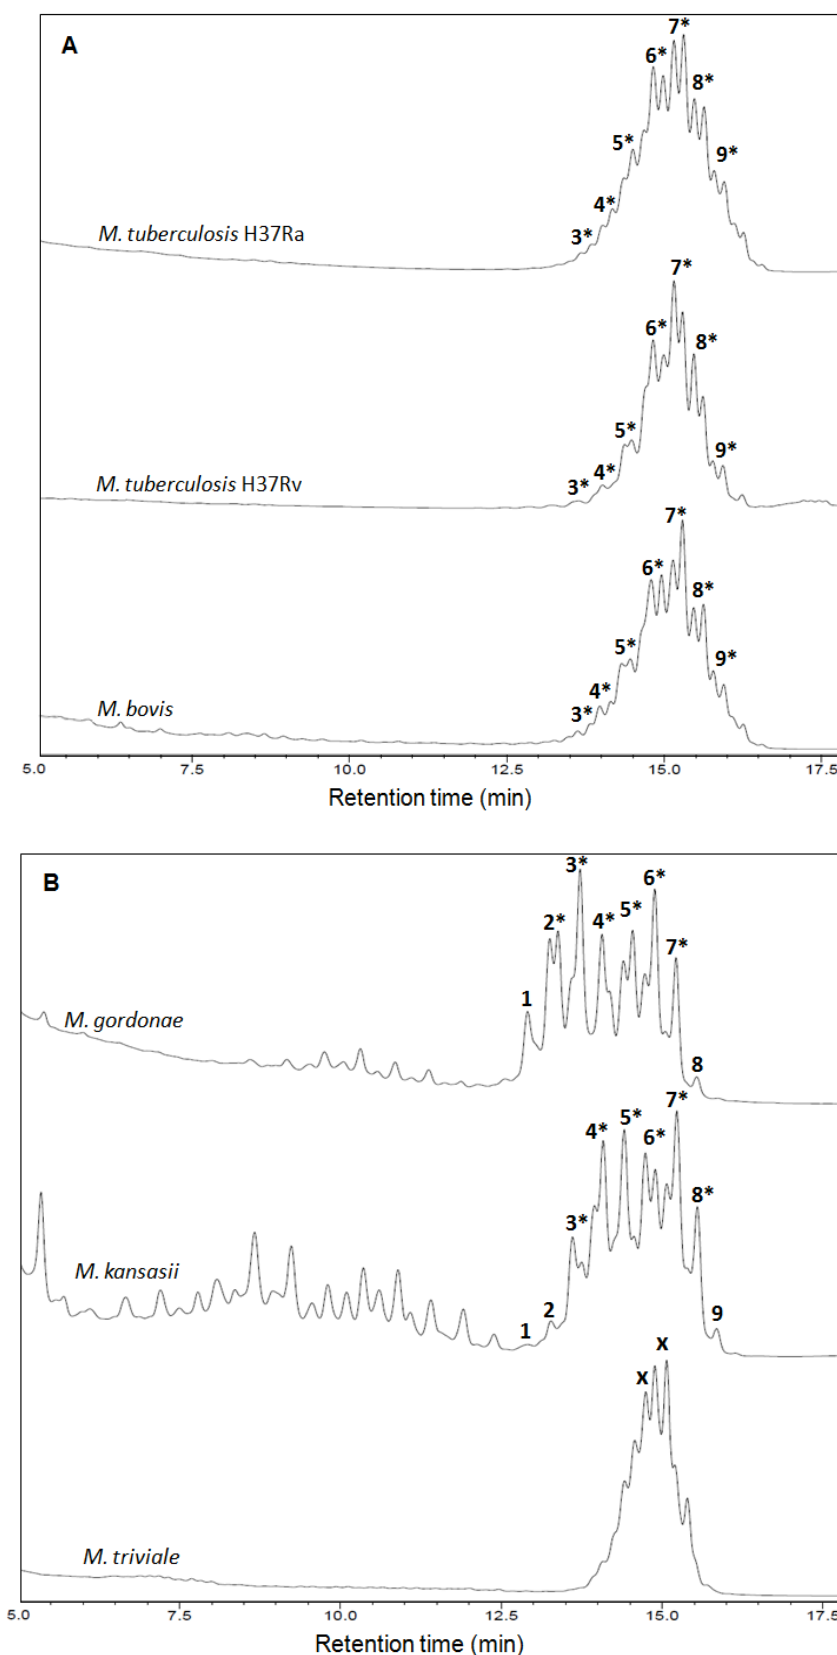 A
3* 4* 5* 6* 7* 8* 9*
M. tuberculosis H37Ra
3* 4* 5* 6* 7* 8* 9*
M. tuberculosis H37Rv
3* 4* 5* 6* 7* 8* 9*
M. bovis
5.0 7.5 10.0 12.5 15.0 17.5
Retention time (min)
B
1 2* 3* 4* 5* 6* 7* 8
M. gordonae
1 2 3* 4* 5* 6* 7* 8* 9
M. kansasii
x x
M. triviale
5.0 7.5 10.0 12.5 15.0 17.5
Retention time (min)